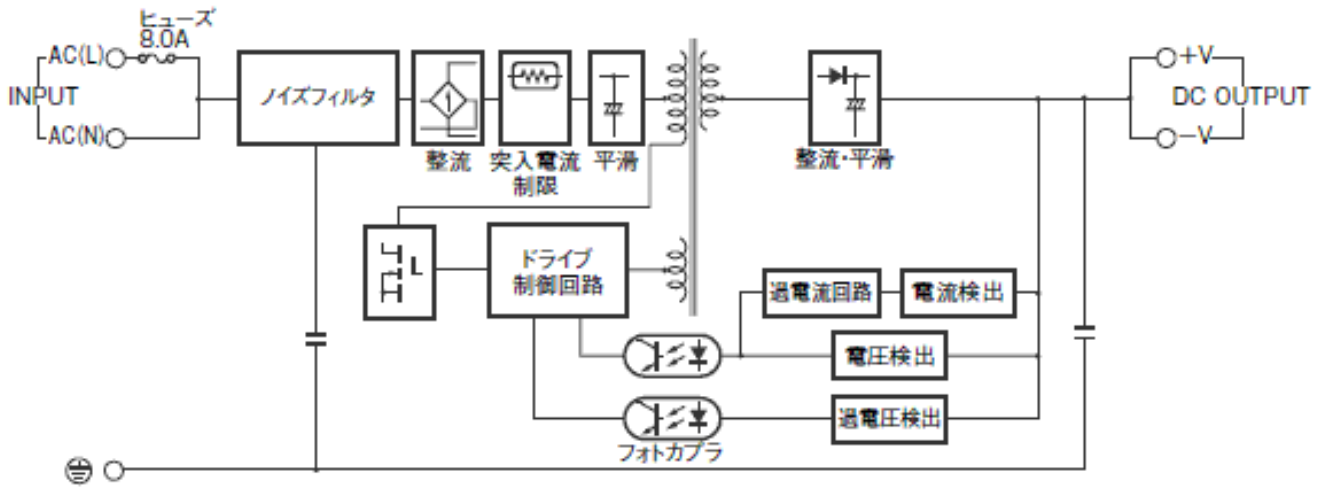 ヒューズ
8.0A
AC(L)
INPUT
AC(N)
ノイズフィルタ
整流
突入電流
制限
平滑
整流・平滑
+V
DC OUTPUT
−V
ドライブ
制御回路
過電流回路
電流検出
電圧検出
過電圧検出
フォトカプラ